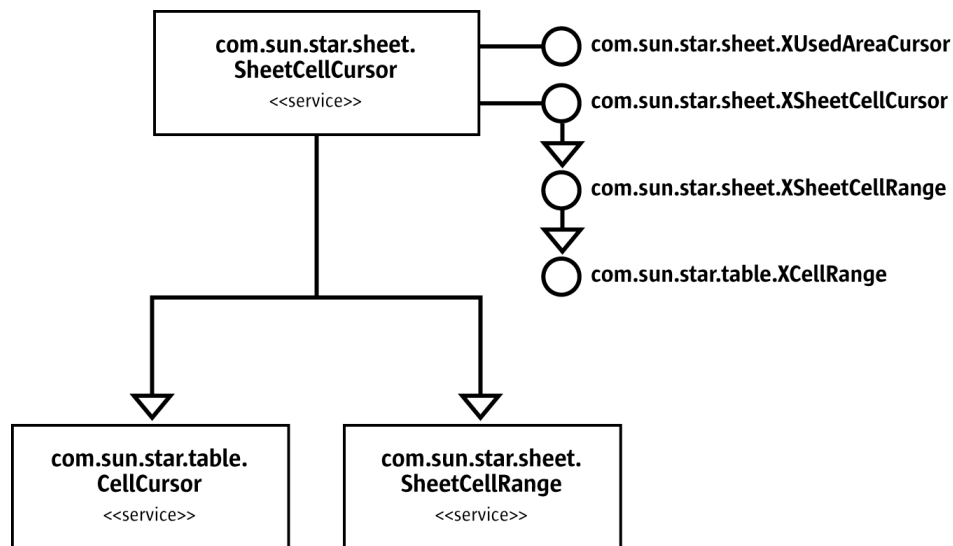 com.sun.star.sheet.
SheetCellCursor
<<service>>
com.sun.star.sheet.XUsedAreaCursor
com.sun.star.sheet.XSheetCellCursor
com.sun.star.sheet.XSheetCellRange
com.sun.star.table.XCellRange
com.sun.star.table.
CellCursor
<<service>>
com.sun.star.sheet.
SheetCellRange
<<service>>